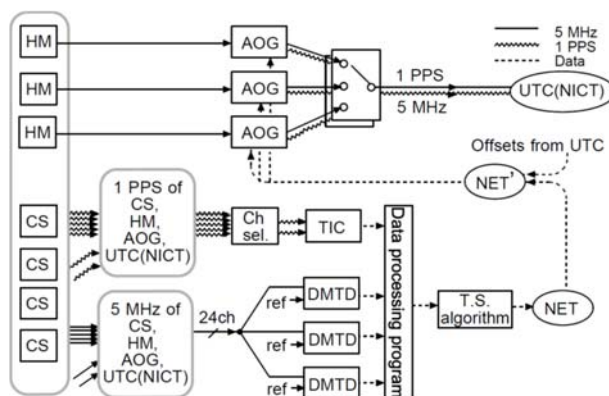 HM
AOG
5 MHz
1 PPS
Data
HM
AOG
1 PPS
5 MHz
UTC(NICT)
HM
AOG
Offsets from UTC
NET'
CS
1 PPS of
CS,
HM,
AOG,
UTC(NICT)
Ch
sel.
TIC
CS
CS
CS
5 MHz of
CS,
HM,
AOG,
UTC(NICT)
24ch
ref
DMTD
ref
DMTD
ref
DMTD
Data processing program
T.S.
algorithm
NET